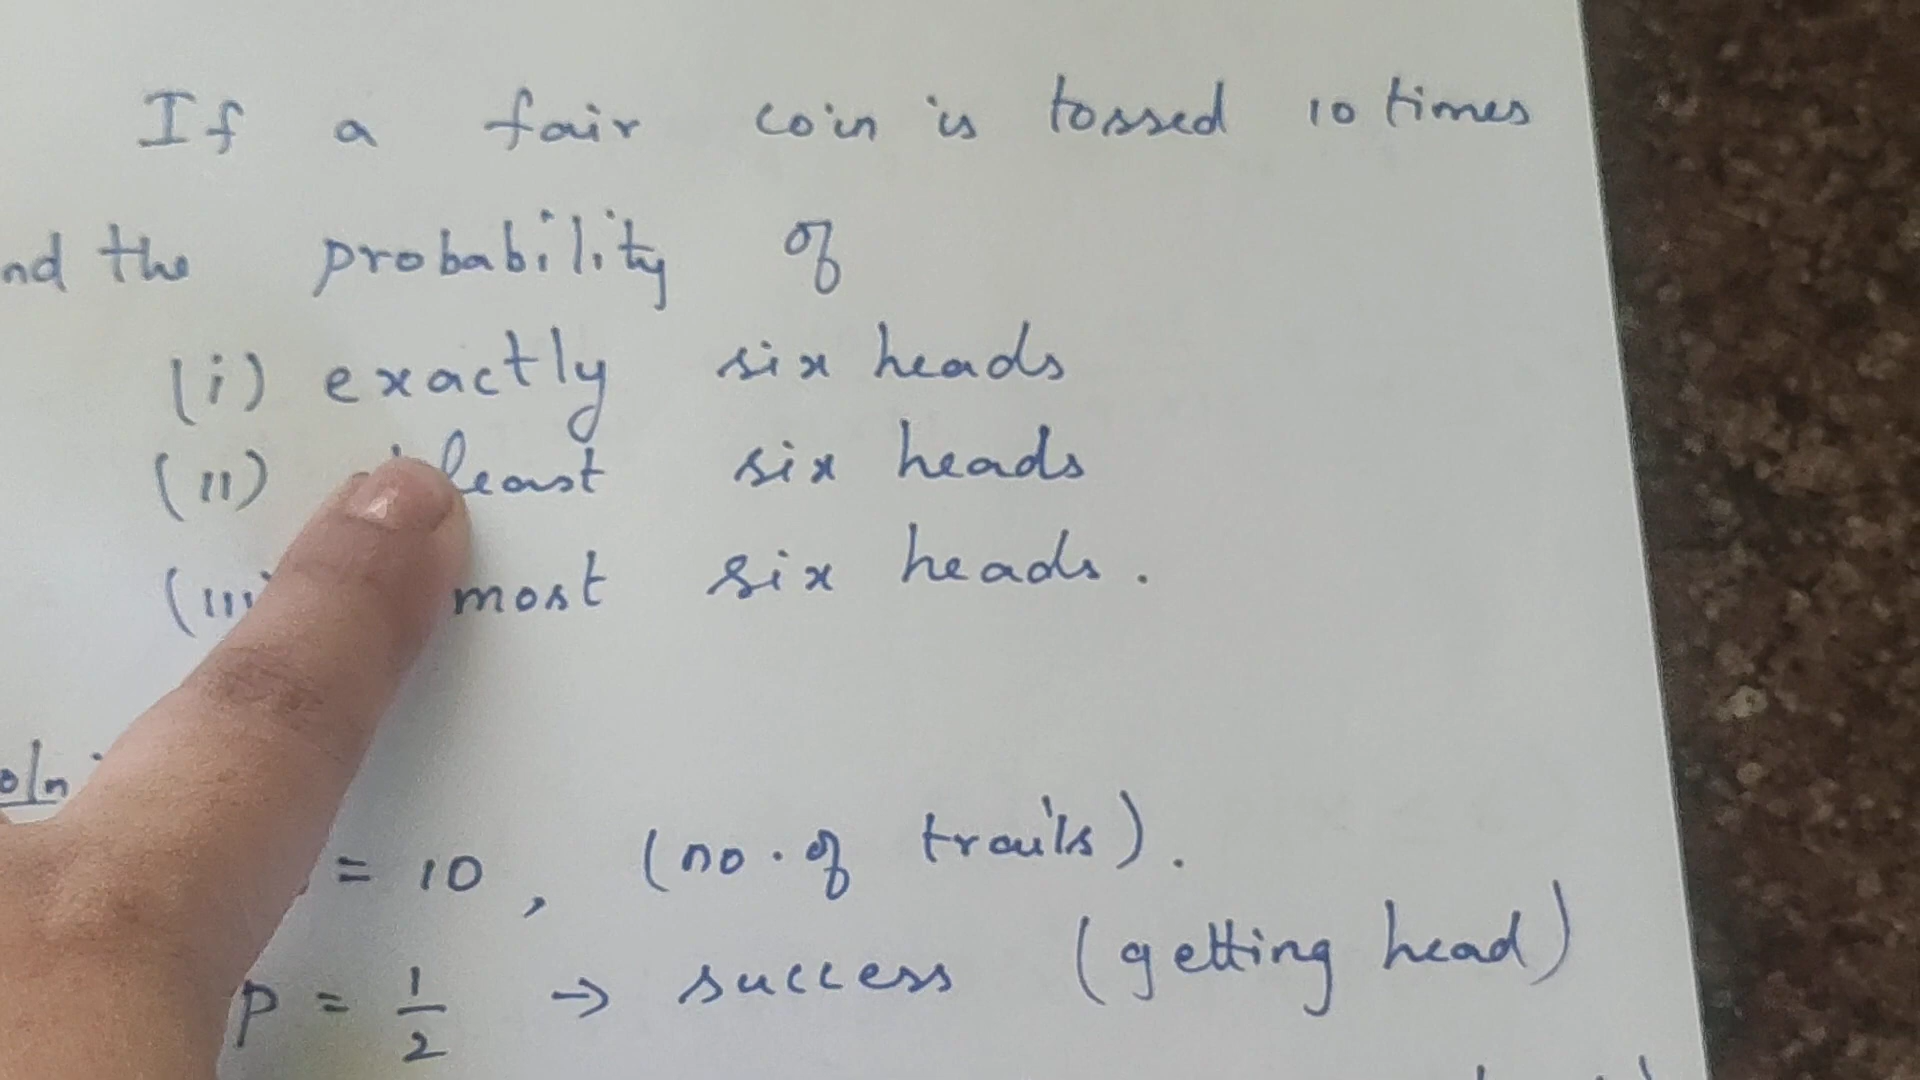 If a fair coin is tossed 10 times
nd the probability of
(i) exactly six heads
(ii) atleast six heads
(iii most six heads.
oln
= 10, (no. of trails).
P = 1/2 → success (getting head)